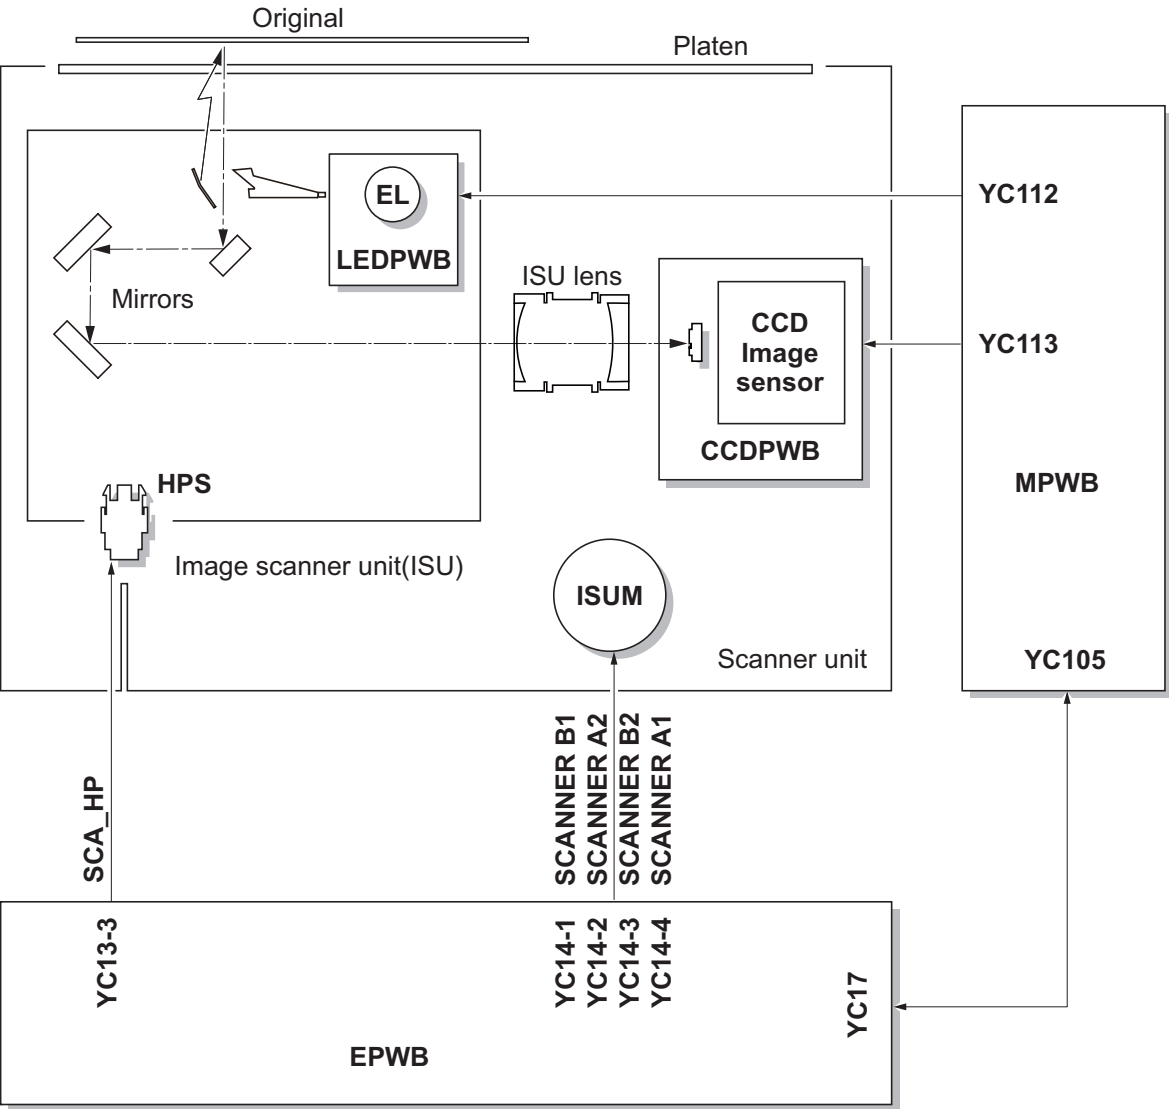 Original
Platen
EL
LEDPWB
YC112
ISU lens
Mirrors
CCD
Image
sensor
YC113
CCDPWB
HPS
MPWB
Image scanner unit(ISU)
ISUM
Scanner unit
YC105
SCA_HP
SCANNER B1
SCANNER A2
SCANNER B2
SCANNER A1
YC13-3
YC14-1
YC14-2
YC14-3
YC14-4
YC17
EPWB